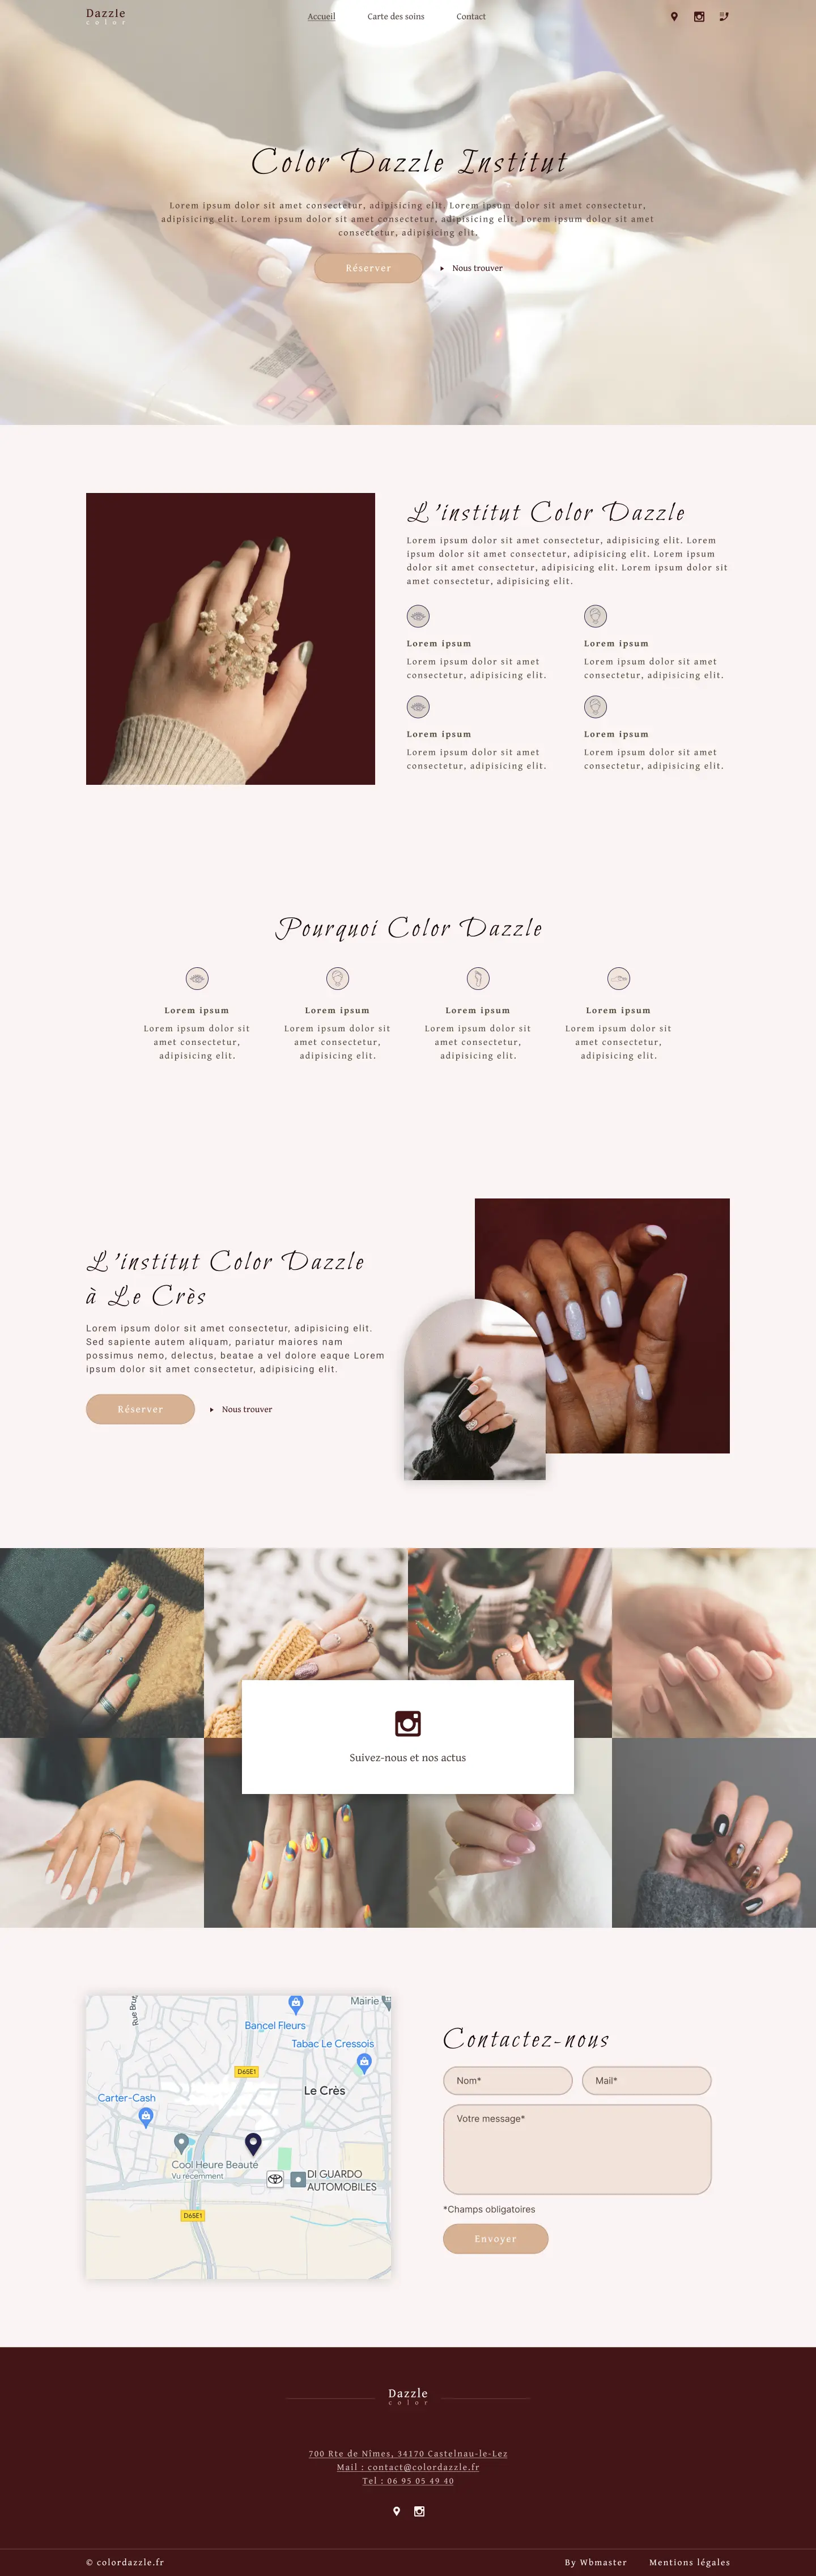 Dazzle
color
Accueil
Carte des soins
Contact
Color Dazzle Institut
Lorem ipsum dolor sit amet consectetur, adipisicing elit. Lorem ipsum dolor sit amet consectetur,
adipisicing elit. Lorem ipsum dolor sit amet consectetur, adipisicing elit. Lorem ipsum dolor sit amet
consectetur, adipisicing elit.
Réserver
Nous trouver
L'institut Color Dazzle
Lorem ipsum dolor sit amet consectetur, adipisicing elit. Lorem
ipsum dolor sit amet consectetur, adipisicing elit. Lorem ipsum
dolor sit amet consectetur, adipisicing elit. Lorem ipsum dolor sit
amet consectetur, adipisicing elit.
Lorem ipsum
Lorem ipsum dolor sit amet
consectetur, adipisicing elit.
Lorem ipsum
Lorem ipsum dolor sit amet
consectetur, adipisicing elit.
Lorem ipsum
Lorem ipsum dolor sit amet
consectetur, adipisicing elit.
Lorem ipsum
Lorem ipsum dolor sit amet
consectetur, adipisicing elit.
Pourquoi Color Dazzle
Lorem ipsum
Lorem ipsum dolor sit
amet consectetur,
adipisicing elit.
Lorem ipsum
Lorem ipsum dolor sit
amet consectetur,
adipisicing elit.
Lorem ipsum
Lorem ipsum dolor sit
amet consectetur,
adipisicing elit.
Lorem ipsum
Lorem ipsum dolor sit
amet consectetur,
adipisicing elit.
L'institut Color Dazzle
à Le Crès
Lorem ipsum dolor sit amet consectetur, adipisicing elit.
Sed sapiente autem aliquam, pariatur maiores nam
possimus nemo, delectus, beatae a vel dolore eaque Lorem
ipsum dolor sit amet consectetur, adipisicing elit.
Réserver
Nous trouver
Suivez-nous et nos actus
Rue Brun
Mairie
Bancel Fleurs
Tabac Le Cressois
D65E1
Le Crès
Carter-Cash
Cool Heure Beauté
Vu récemment
DI GUARDO
AUTOMOBILES
D65E1
Contactez-nous
Nom*
Mail*
Votre message*
*Champs obligatoires
Envoyer
Dazzle
color
700 Rte de Nîmes, 34170 Castelnau-le-Lez
Mail : contact@colordazzle.fr
Tel : 06 95 05 49 40
© colordazzle.fr
By Wbmaster
Mentions légales